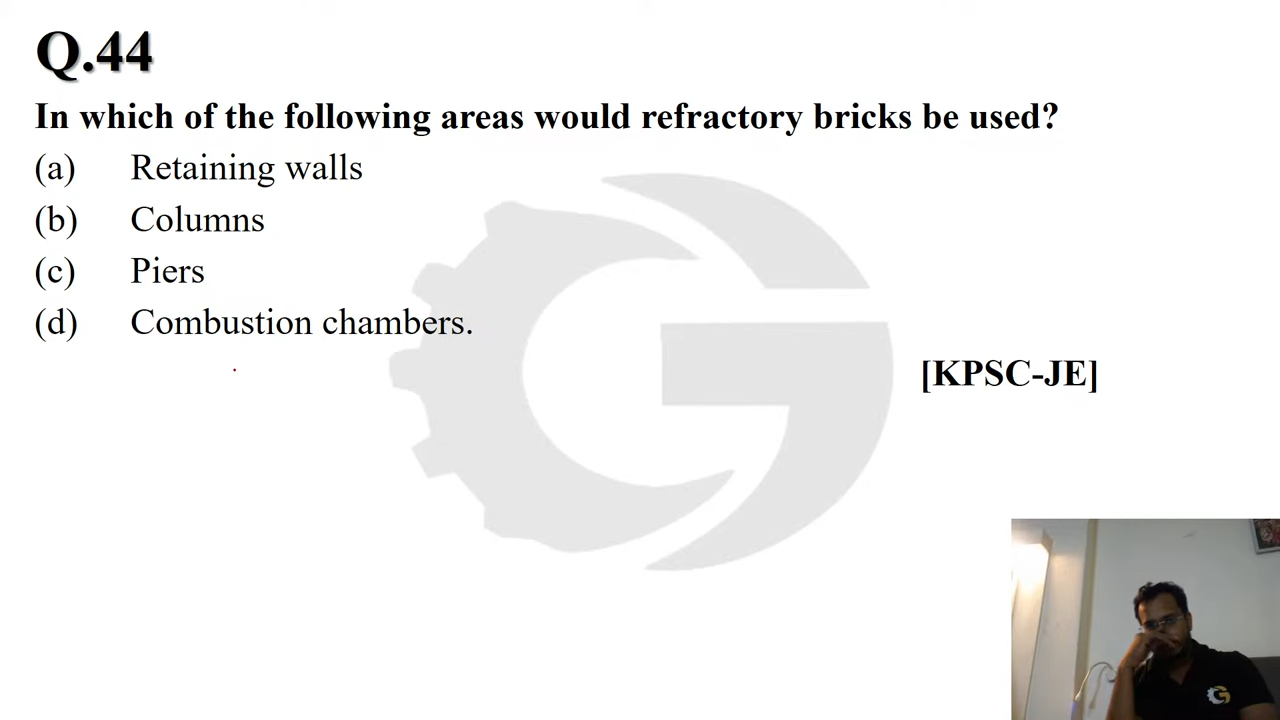 Q.44
In which of the following areas would refractory bricks be used?
(a) Retaining walls
(b) Columns
(c) Piers
(d) Combustion chambers.
[KPSC-JE]